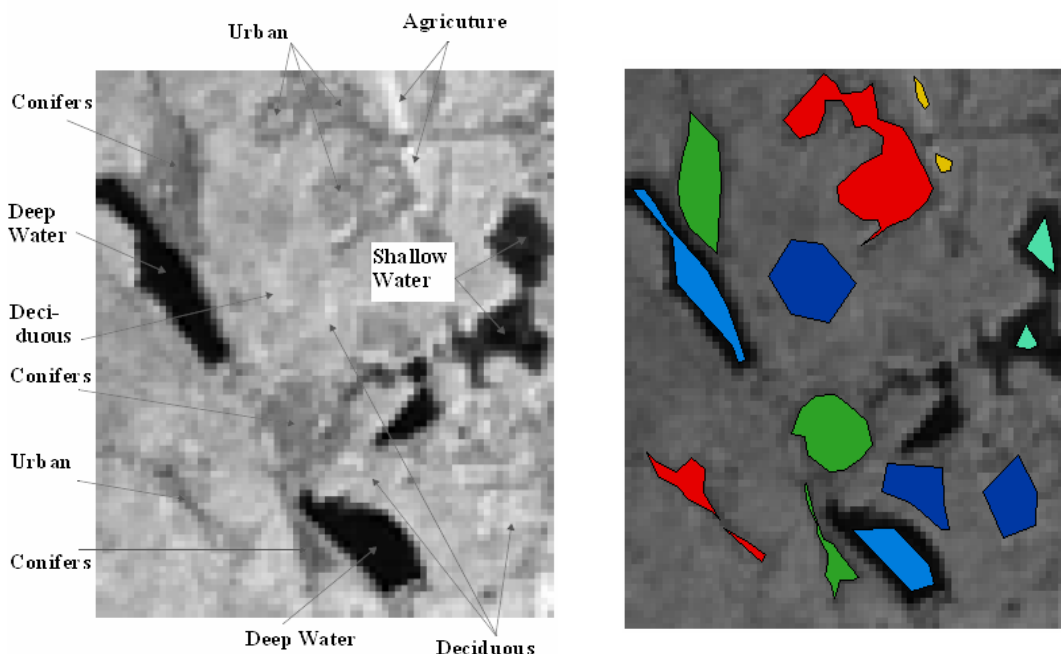 Urban
Agricuture
Conifers
Deep
Water
Shallow
Water
Deci-
duous
Conifers
Urban
Conifers
Deep Water
Deciduous